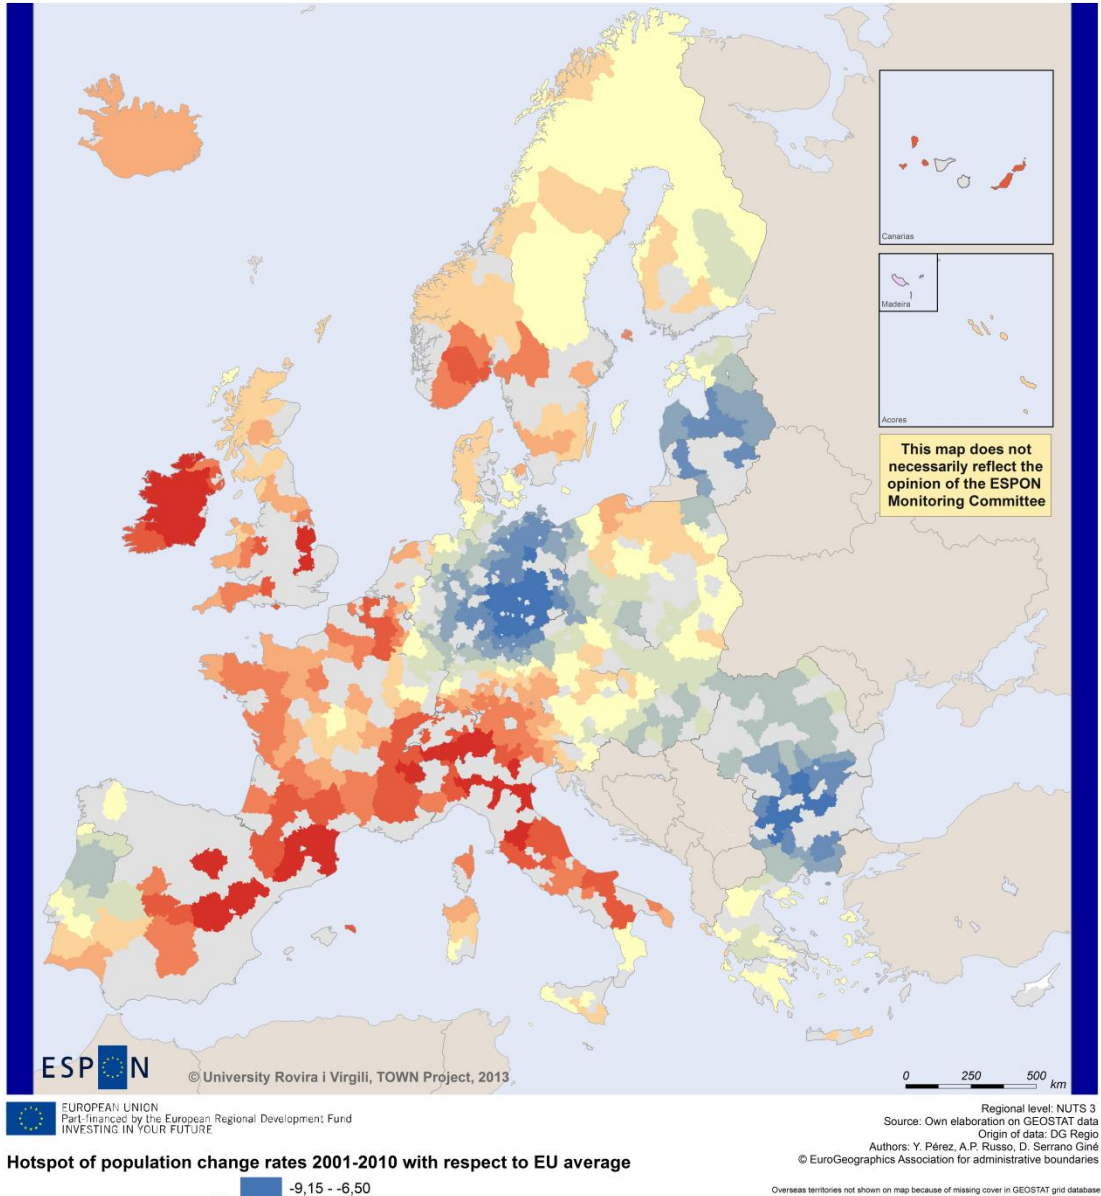 Canarias
Madeira
Acores
This map does not
necessarily reflect the
opinion of the ESPON
Monitoring Committee
ESPON
© University Rovira i Virgili, TOWN Project, 2013
0 250 500
km
EUROPEAN UNION
Part-financed by the European Regional Development Fund
INVESTING IN YOUR FUTURE
Regional level: NUTS 3
Source: Own elaboration on GEOSTAT data
Origin of data: DG Regio
Authors: Y. Pérez, A.P. Russo, D. Serrano Giné
© EuroGeographics Association for administrative boundaries
Hotspot of population change rates 2001-2010 with respect to EU average
-9,15 - -6,50
Overseas territories not shown on map because of missing cover in GEOSTAT grid database